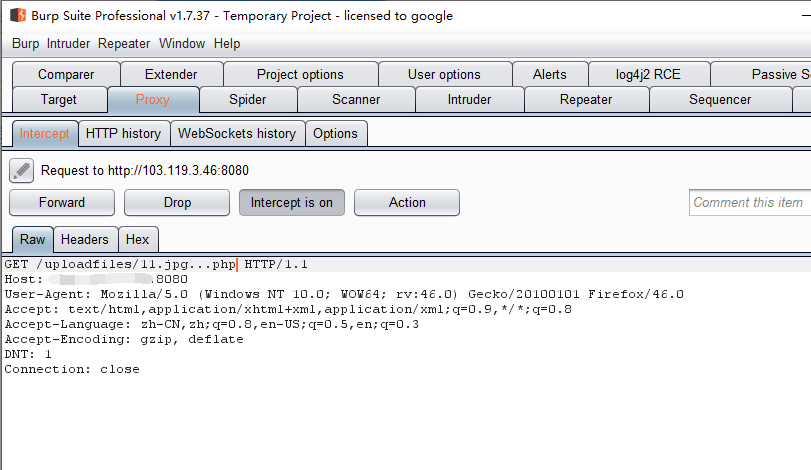 Burp Suite Professional v1.7.37 - Temporary Project - licensed to google
Burp Intruder Repeater Window Help
Comparer Extender Project options User options Alerts log4j2 RCE Passive
Target Proxy Spider Scanner Intruder Repeater Sequencer
Intercept HTTP history WebSockets history Options
Request to http://103.119.3.46:8080
Forward Drop Intercept is on Action Comment this item
Raw Headers Hex
GET /uploadfiles/11.jpg...php HTTP/1.1
Host: :8080
User-Agent: Mozilla/5.0 (Windows NT 10.0; WOW64; rv:46.0) Gecko/20100101 Firefox/46.0
Accept: text/html,application/xhtml+xml,application/xml;q=0.9,*/*;q=0.8
Accept-Language: zh-CN,zh;q=0.8,en-US;q=0.5,en;q=0.3
Accept-Encoding: gzip, deflate
DNT: 1
Connection: close